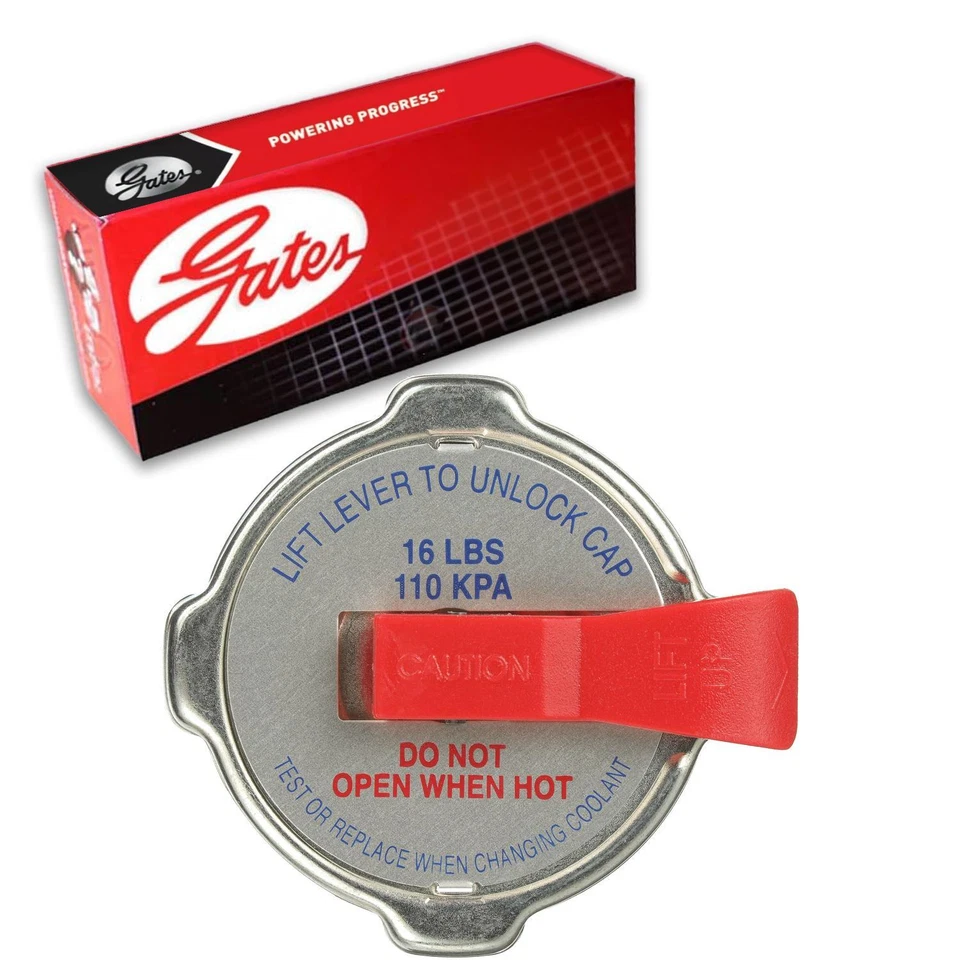 POWERING PROGRESS™
Gates®
Gates
LIFT LEVER TO UNLOCK CAP
16 LBS
110 KPA
CAUTION
LIFT
UP
DO NOT
OPEN WHEN HOT
TEST OR REPLACE WHEN CHANGING COOLANT